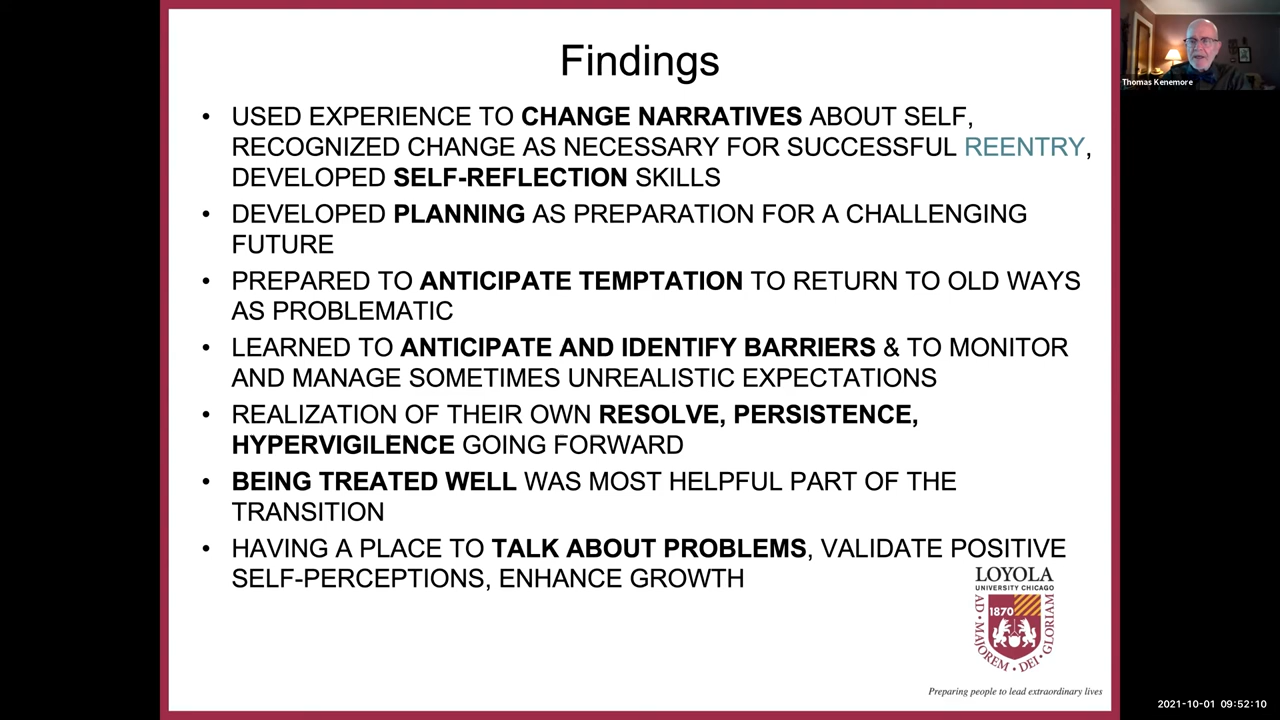 Findings
• USED EXPERIENCE TO CHANGE NARRATIVES ABOUT SELF,
RECOGNIZED CHANGE AS NECESSARY FOR SUCCESSFUL REENTRY,
DEVELOPED SELF-REFLECTION SKILLS
• DEVELOPED PLANNING AS PREPARATION FOR A CHALLENGING
FUTURE
• PREPARED TO ANTICIPATE TEMPTATION TO RETURN TO OLD WAYS
AS PROBLEMATIC
• LEARNED TO ANTICIPATE AND IDENTIFY BARRIERS & TO MONITOR
AND MANAGE SOMETIMES UNREALISTIC EXPECTATIONS
• REALIZATION OF THEIR OWN RESOLVE, PERSISTENCE,
HYPERVIGILENCE GOING FORWARD
• BEING TREATED WELL WAS MOST HELPFUL PART OF THE
TRANSITION
• HAVING A PLACE TO TALK ABOUT PROBLEMS, VALIDATE POSITIVE
SELF-PERCEPTIONS, ENHANCE GROWTH
LOYOLA
UNIVERSITY CHICAGO
1870
AD • MAJOREM • DEI • GLORIAM
Preparing people to lead extraordinary lives
Thomas Kenemore
2021-10-01 09:52:10